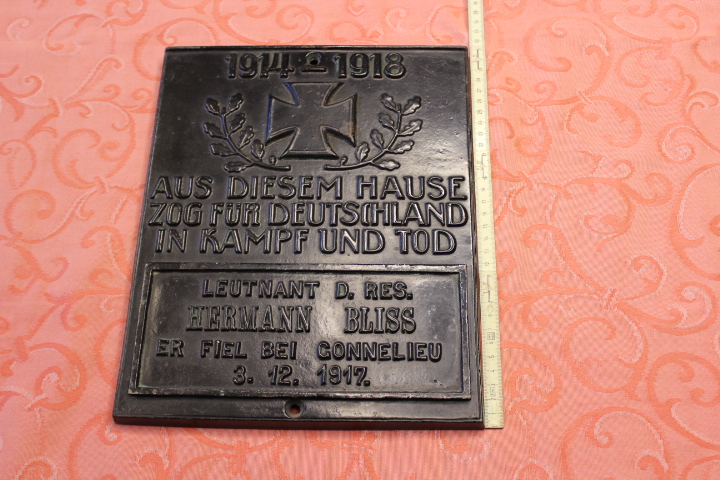 1914 1918
AUS DIESEM HAUSE
ZOG FÜR DEUTSCHLAND
IN KAMPF UND TOD
LEUTNANT D. RES.
HERMANN BLISS
ER FIEL BEI GONNELIEU
3. 12. 1917.